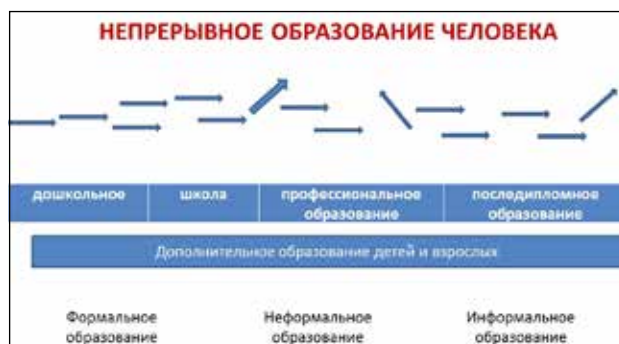 НЕПРЕРЫВНОЕ ОБРАЗОВАНИЕ ЧЕЛОВЕКА
дошкольное школа профессиональное последипломное
образование образование
Дополнительное образование детей и взрослых
Формальное Неформальное Информальное
образование образование образование